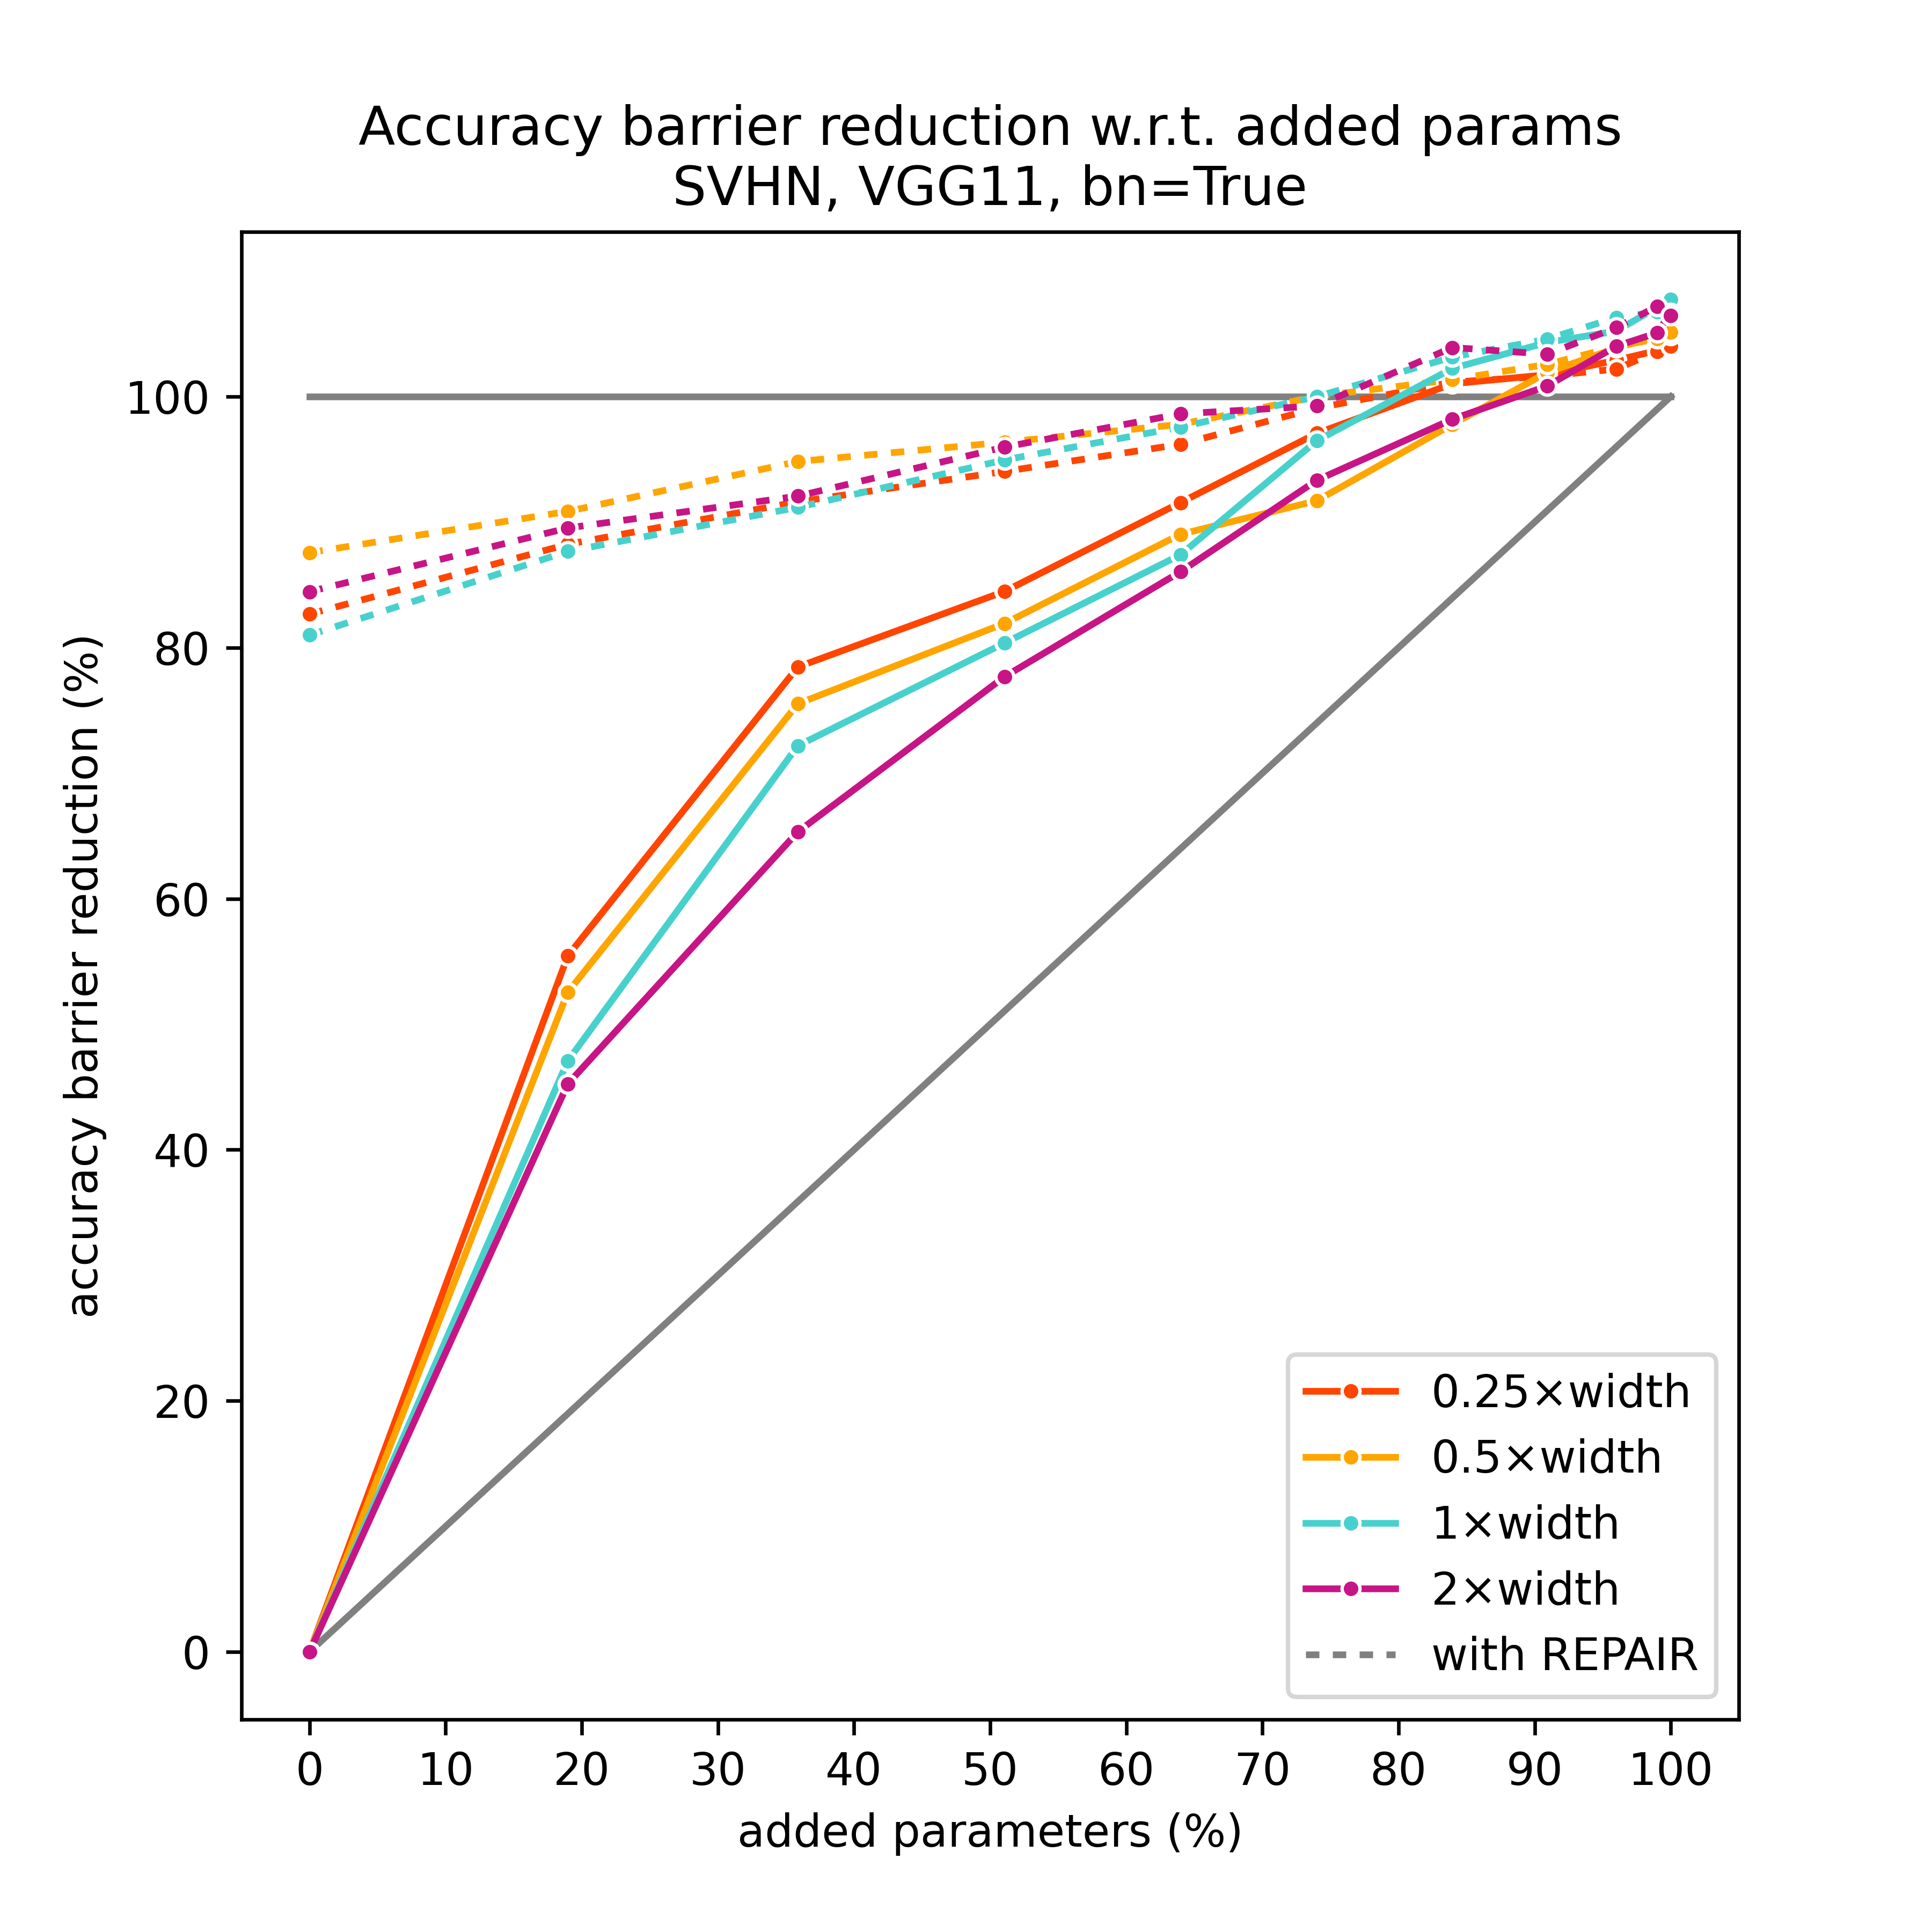 Accuracy barrier reduction w.r.t. added params
SVHN, VGG11, bn=True
accuracy barrier reduction (%)
100
80
60
40
20
0
0 10 20 30 40 50 60 70 80 90 100
added parameters (%)
0.25×width
0.5×width
1×width
2×width
with REPAIR